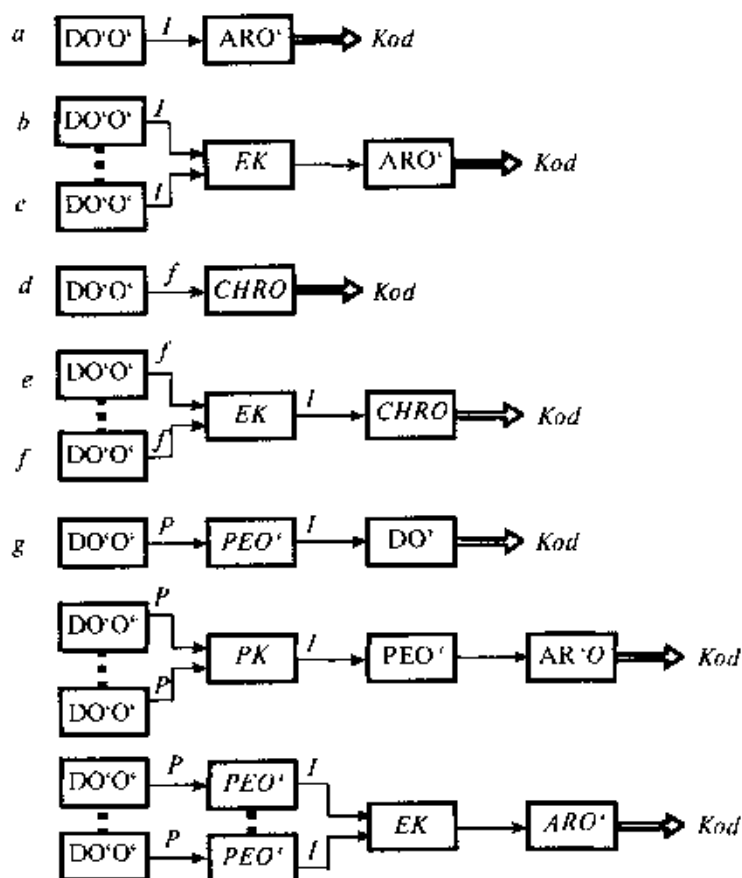 a DO‘O‘ I ARO‘ Kod
b DO‘O‘ I
EK ARO‘ Kod
c DO‘O‘ I
d DO‘O‘ f CHRO Kod
e DO‘O‘ f
EK I CHRO Kod
f DO‘O‘ f
g DO‘O‘ P PEO‘ I DO’ Kod
DO‘O‘ P
PK I PEO‘ AR‘O Kod
DO‘O‘ P
DO‘O‘ P PEO‘ I
EK ARO‘ Kod
DO‘O‘ P PEO‘ I